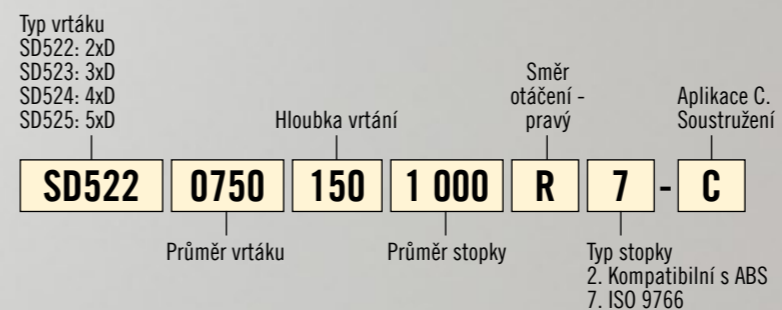 Typ vrtáku
SD522: 2xD
SD523: 3xD
SD524: 4xD
SD525: 5xD
Hloubka vrtání
Směr
otáčení -
pravý
Aplikace C.
Soustružení
SD522 0750 150 1 000 R 7 - C
Průměr vrtáku
Průměr stopky
Typ stopky
2. Kompatibilní s ABS
7. ISO 9766